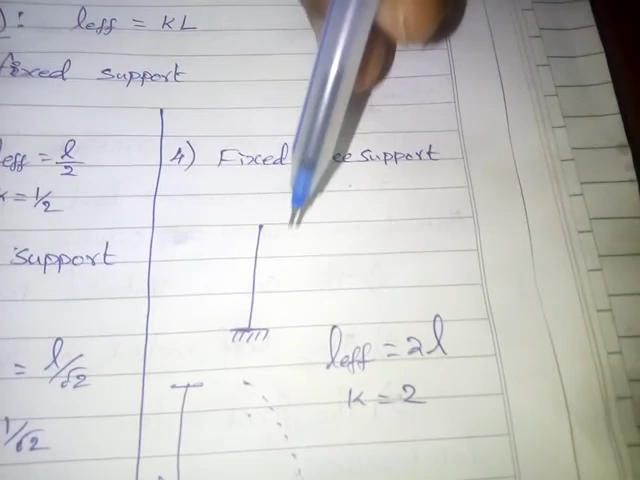 ): leff = KL
fixed support
leff = l/2
K = 1/2
support
= l/√2
1/√2
4) Fixed ee support
leff = 2l
K = 2